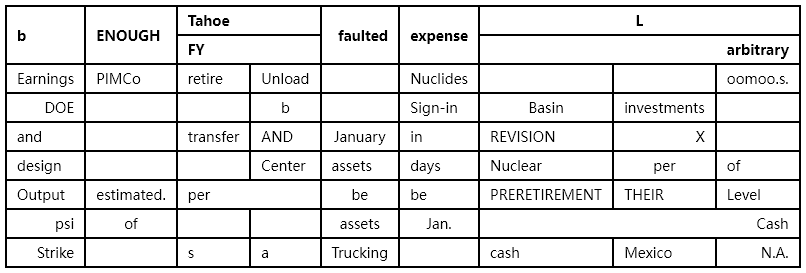 b ENOUGH Tahoe faulted expense L
FY arbitrary
Earnings PIMCo retire Unload Nuclides oomoo.s.
DOE b Sign-in Basin investments
and transfer AND January in REVISION X
design Center assets days Nuclear per of
Output estimated. per be be PRERETIREMENT THEIR Level
psi of assets Jan. Cash
Strike s a Trucking cash Mexico N.A.